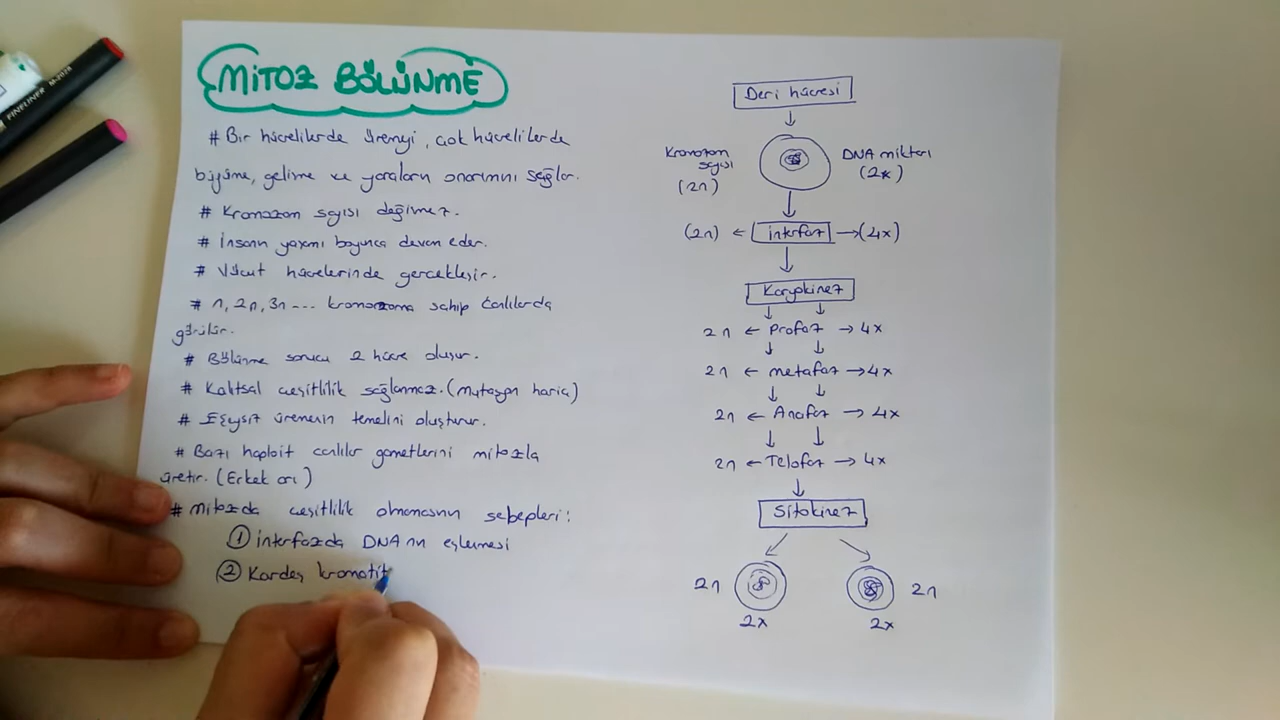 MİTOZ BÖLÜNME
# Bir hücrelilerde üremeyi, çok hücrelilerde
büyüme, gelişme ve yaraların onarımını sağlar.
# Kromozom sayısı değişmez.
# İnsanın yaşamı boyunca devam eder.
# Vücut hücrelerinde gerçekleşir.
# n, 2n, 3n ... kromozoma sahip canlılarda
görülür.
# Bölünme sonucu 2 hücre oluşur.
# Kalıtsal çeşitlilik sağlanmaz. (mutasyon hariç)
# Eşeysiz üremenin temelini oluşturur.
# Bazı haploit canlılar gametlerini mitozla
üretir. (Erkek arı)
# Mitozda çeşitlilik olmamasının sebepleri:
① interfazda DNA nın eşlenmesi
② Kardeş kromatit
Deri hücresi
Kromozom
sayısı
(2n)
DNA miktarı
(2x)
(2n) ← interfaz → (4x)
Karyokinez
2n ← Profaz → 4x
2n ← metafaz → 4x
2n ← Anafaz → 4x
2n ← Telofaz → 4x
Sitokinez
2n 2n
2x 2x
FINELINER M-2018